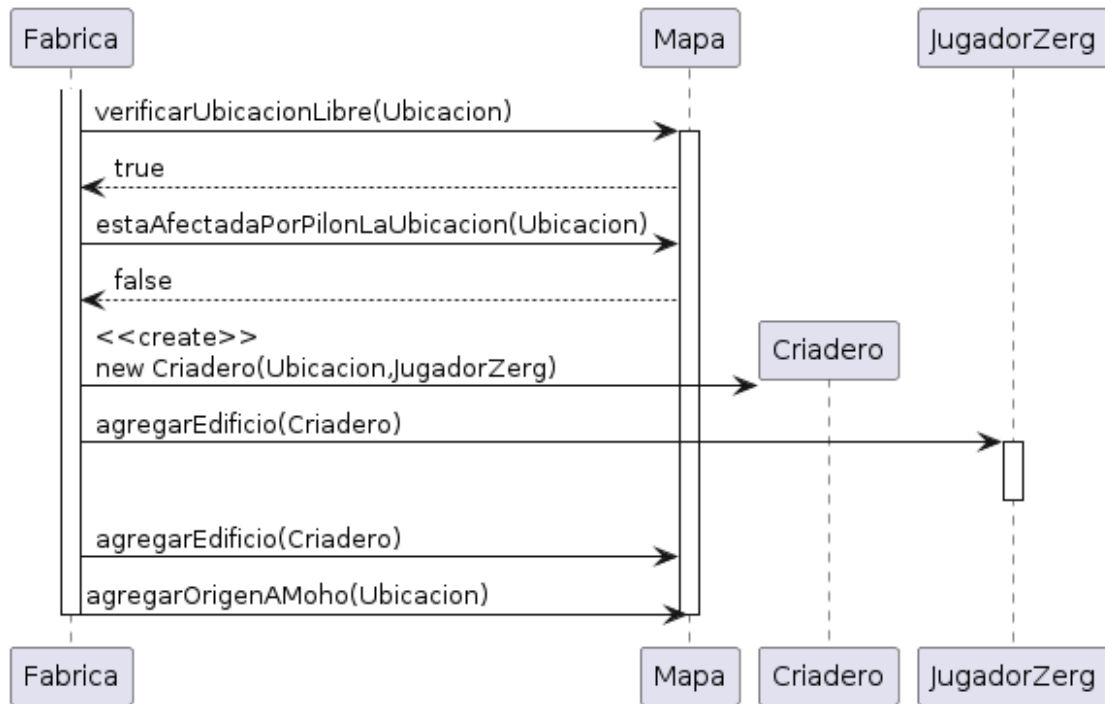 Fabrica Mapa JugadorZerg
verificarUbicacionLibre(Ubicacion)
true
estaAfectadaPorPilonLaUbicacion(Ubicacion)
false
<<create>>
Criadero
new Criadero(Ubicacion,JugadorZerg)
agregarEdificio(Criadero)
agregarEdificio(Criadero)
agregarOrigenAMoho(Ubicacion)
Fabrica Mapa Criadero JugadorZerg